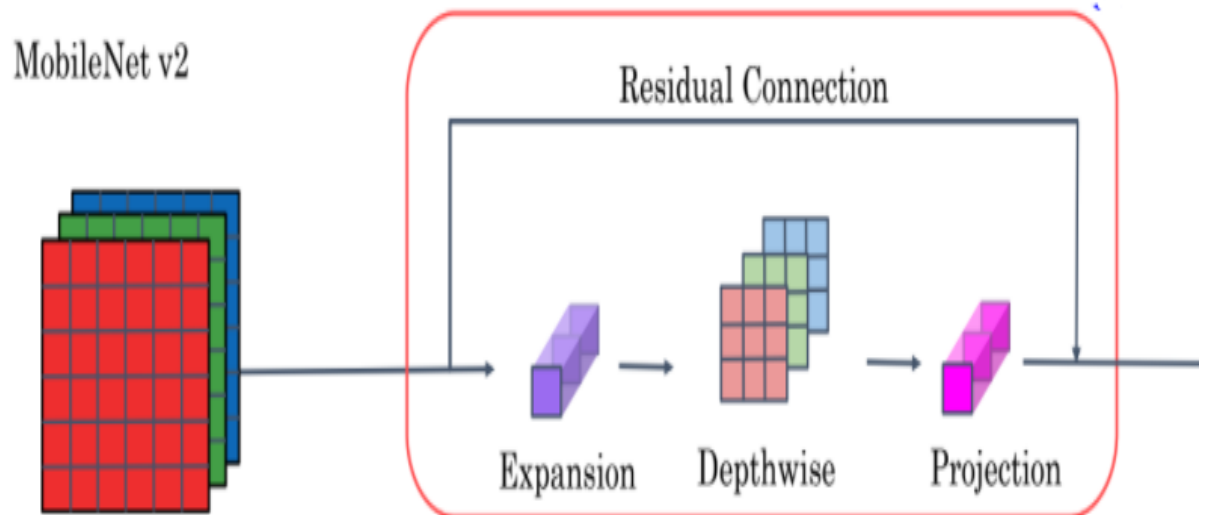 MobileNet v2
Residual Connection
Expansion
Depthwise
Projection